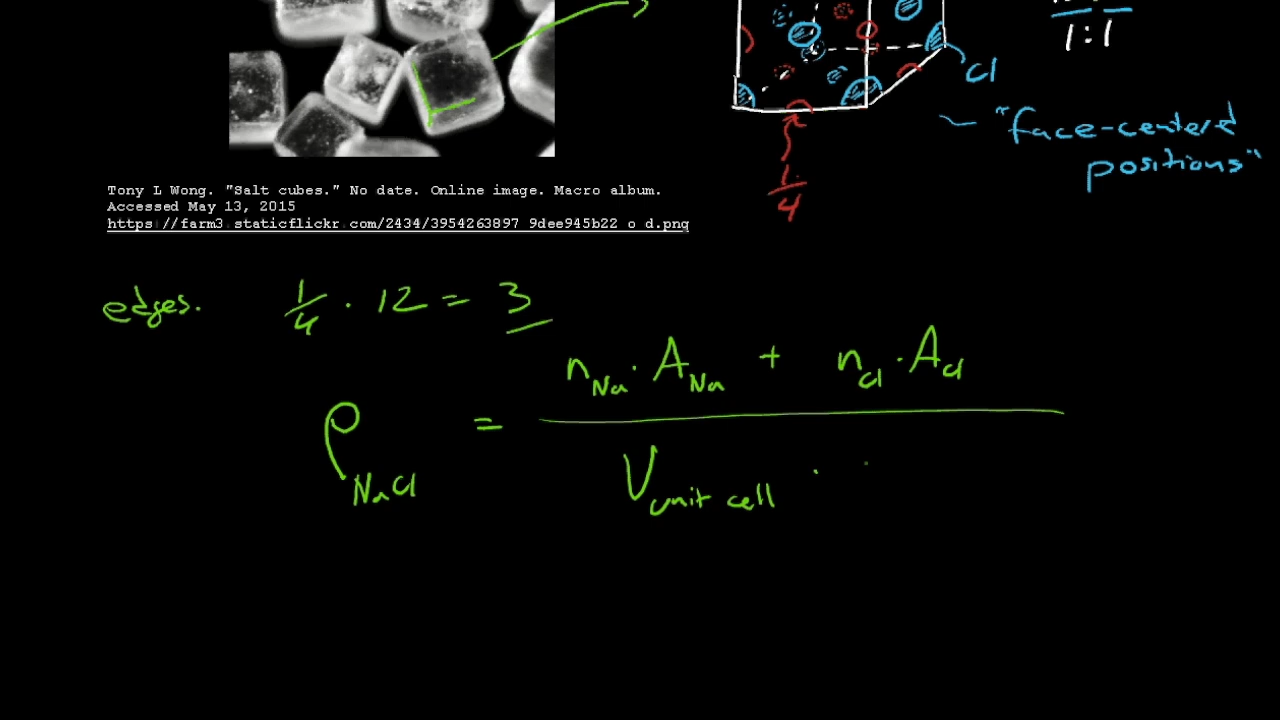 1:1
Cl
~ "face-centered
positions"
1/4
Tony L Wong. "Salt cubes." No date. Online image. Macro album.
Accessed May 13, 2015
https://farm3 staticflickr com/2434/3954263897 9dee945b22 o d.png
edges. 1/4 · 12 = 3
n_Na · A_Na + n_Cl · A_Cl
ρ_NaCl =
V_unit cell ·